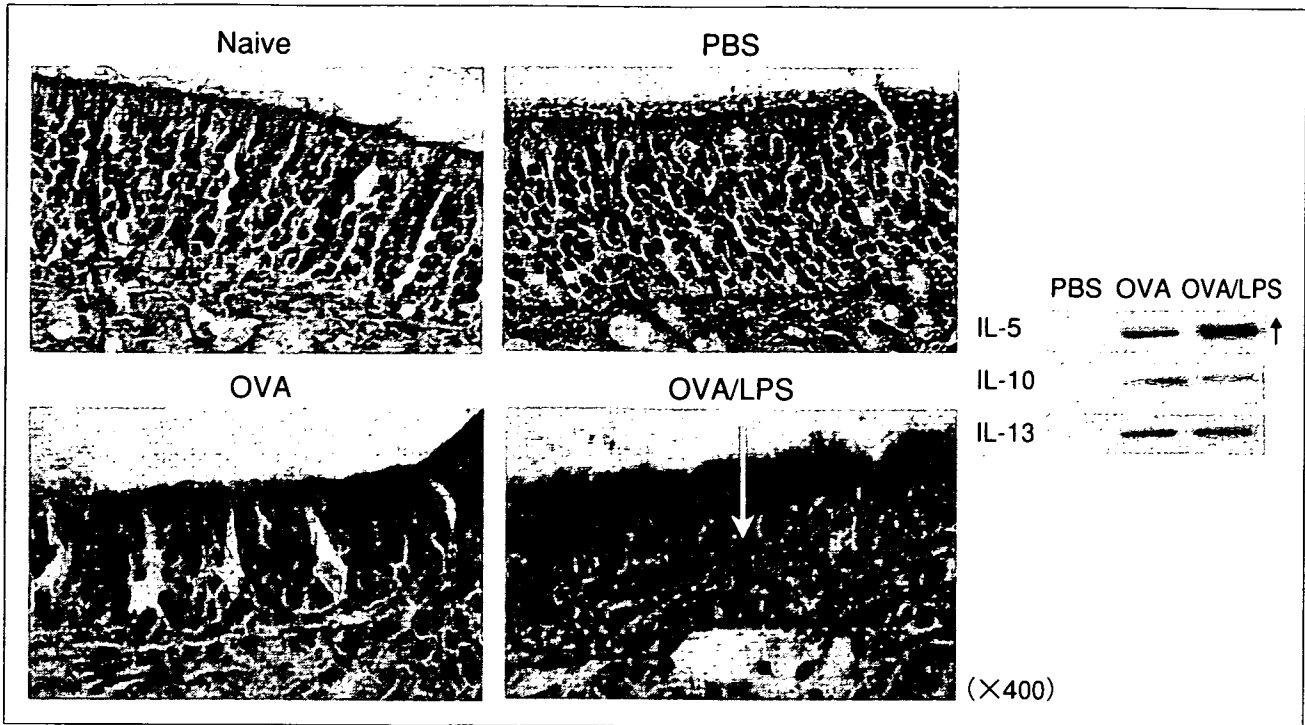 Naive
PBS
OVA
OVA/LPS
(×400)
PBS OVA OVA/LPS
IL-5 ↑
IL-10
IL-13